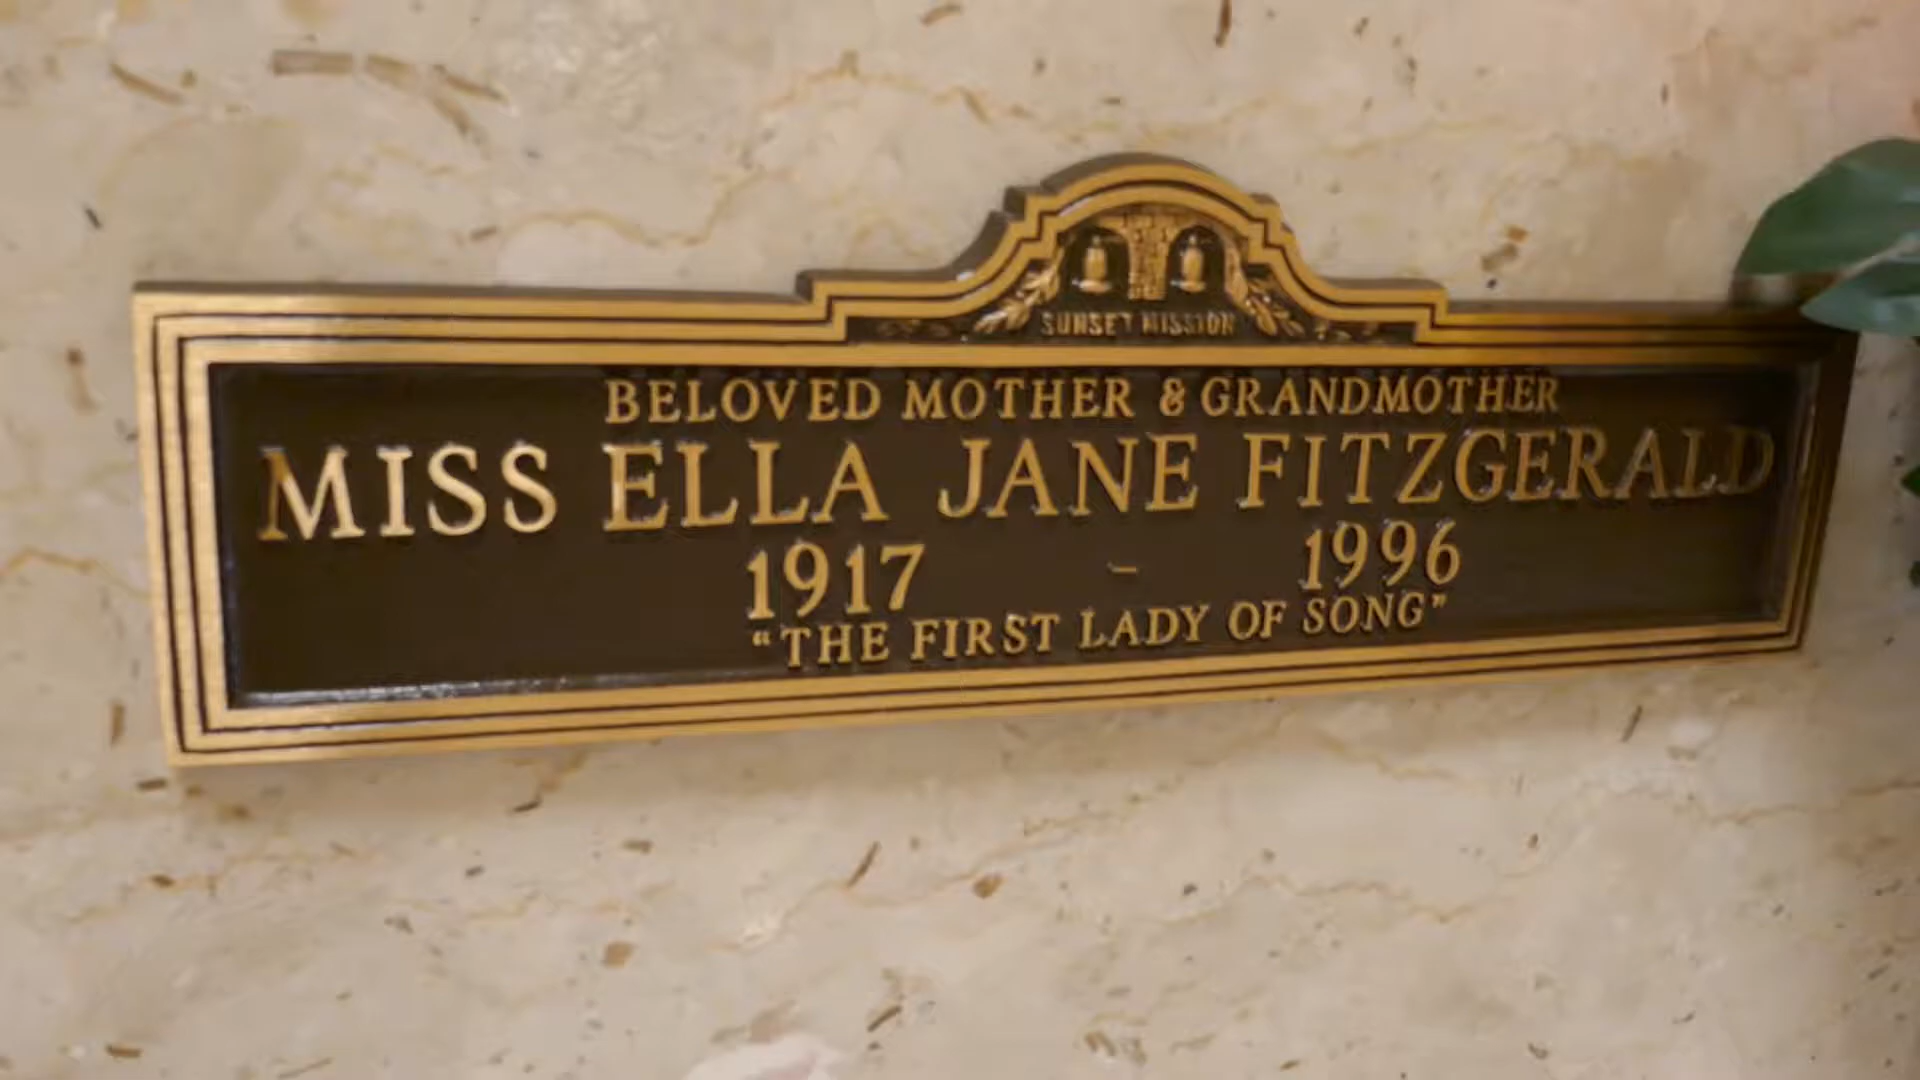 SUNSET MISSION
BELOVED MOTHER & GRANDMOTHER
MISS ELLA JANE FITZGERALD
1917 - 1996
"THE FIRST LADY OF SONG"